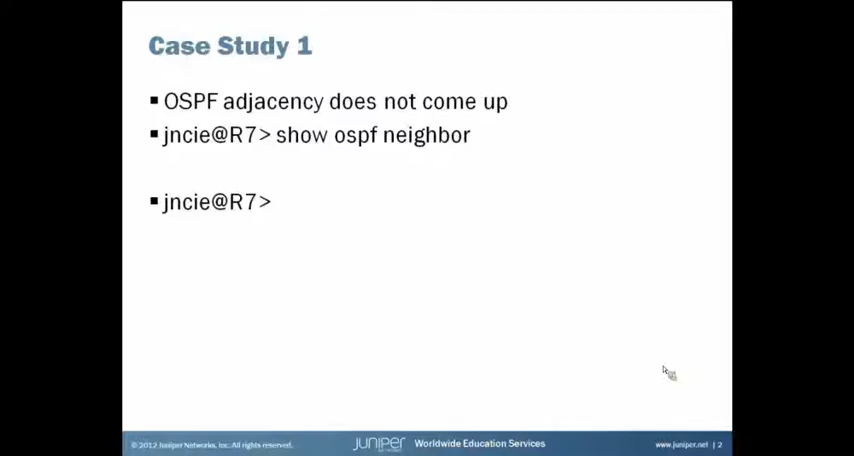 Case Study 1
▪ OSPF adjacency does not come up
▪ jncie@R7> show ospf neighbor
▪ jncie@R7>
© 2012 Juniper Networks, Inc. All rights reserved. JUNIPER Worldwide Education Services www.juniper.net | 2